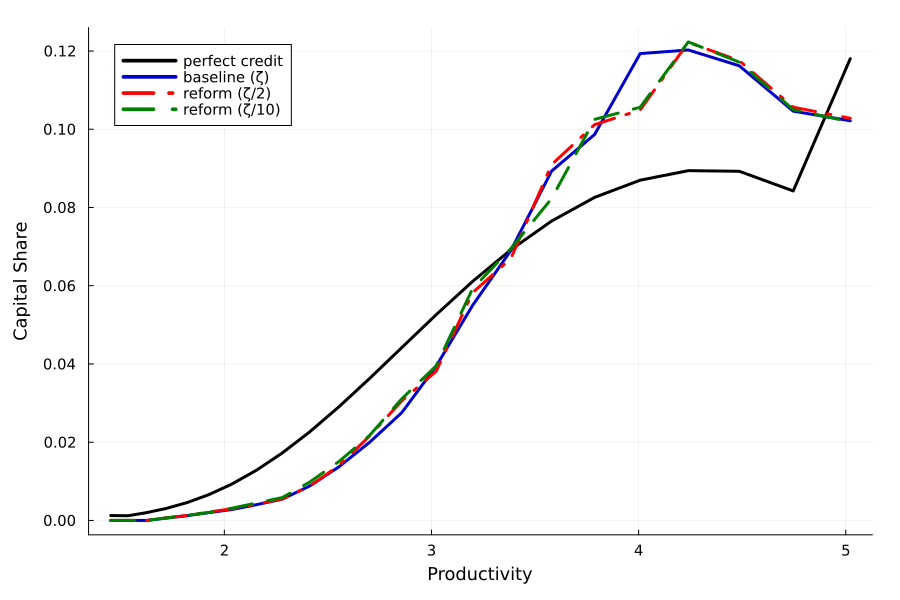 0.12
0.10
0.08
0.06
0.04
0.02
0.00
Capital Share
perfect credit
baseline (ζ)
reform (ζ/2)
reform (ζ/10)
2
3
4
5
Productivity